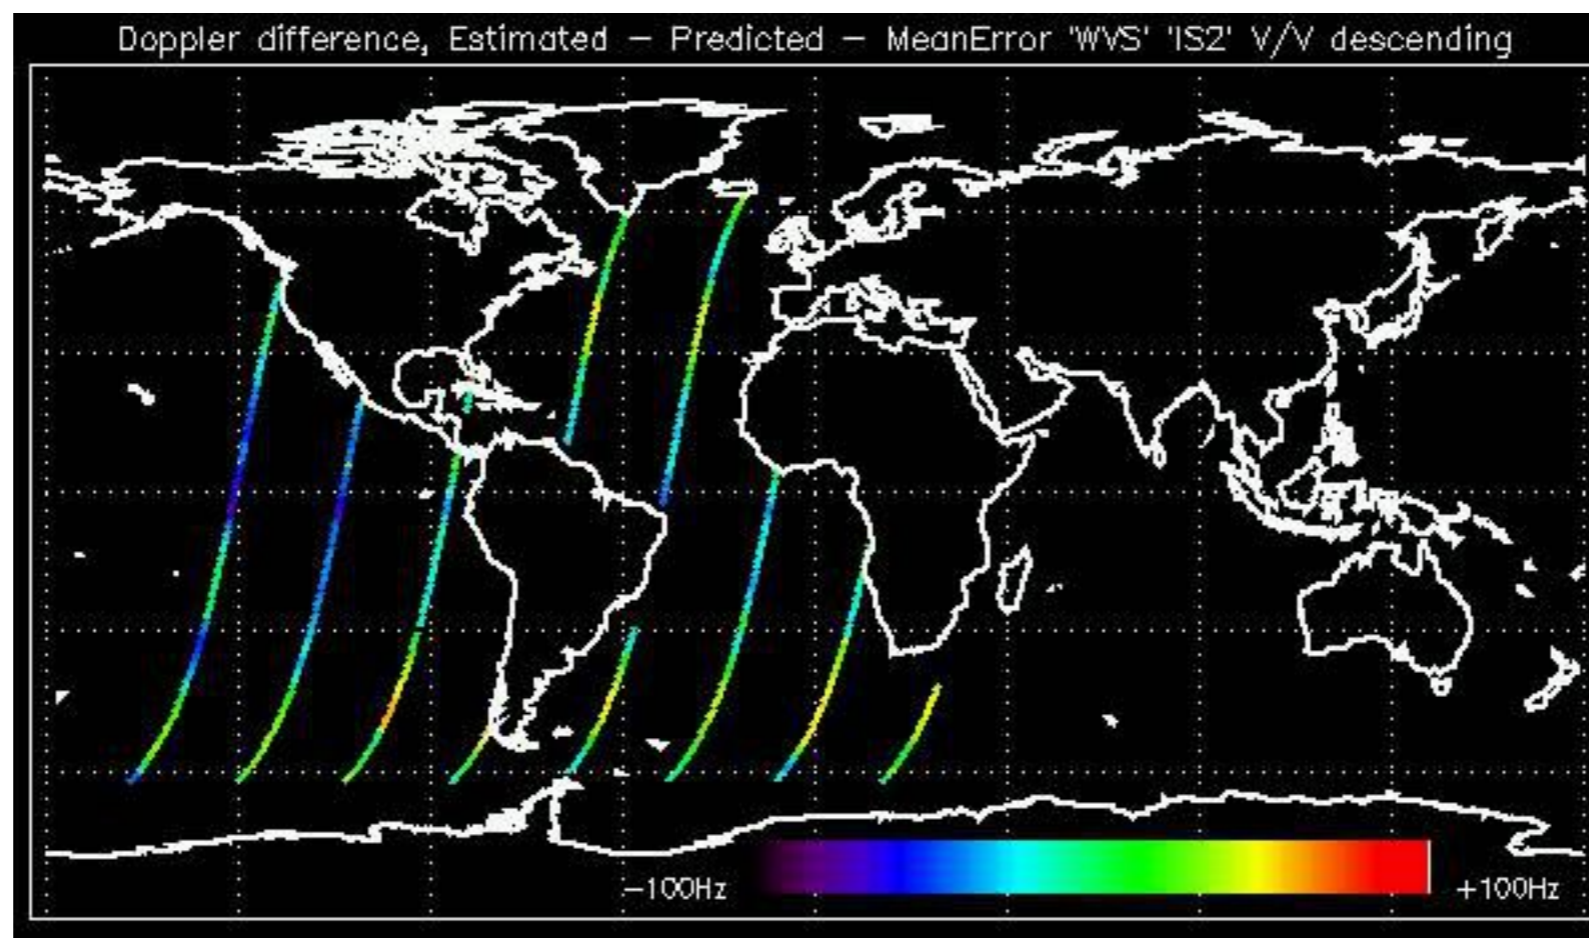 Doppler difference, Estimated − Predicted − MeanError 'WVS' 'IS2' V/V descending
−100Hz
+100Hz